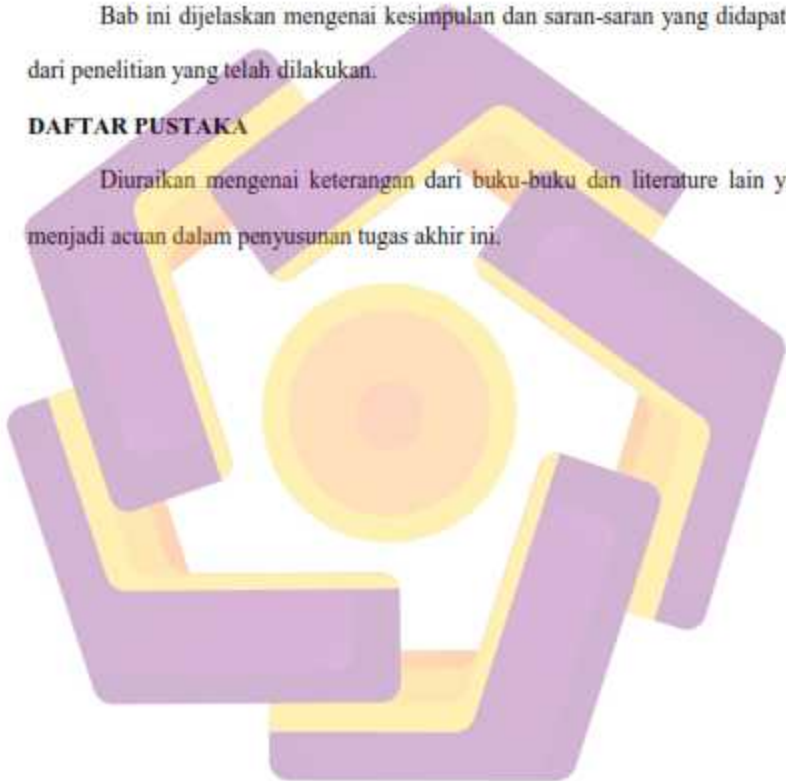 Bab ini dijelaskan mengenai kesimpulan dan saran-saran yang didapat
dari penelitian yang telah dilakukan.
DAFTAR PUSTAKA
Diuraikan mengenai keterangan dari buku-buku dan literature lain y
menjadi acuan dalam penyusunan tugas akhir ini.